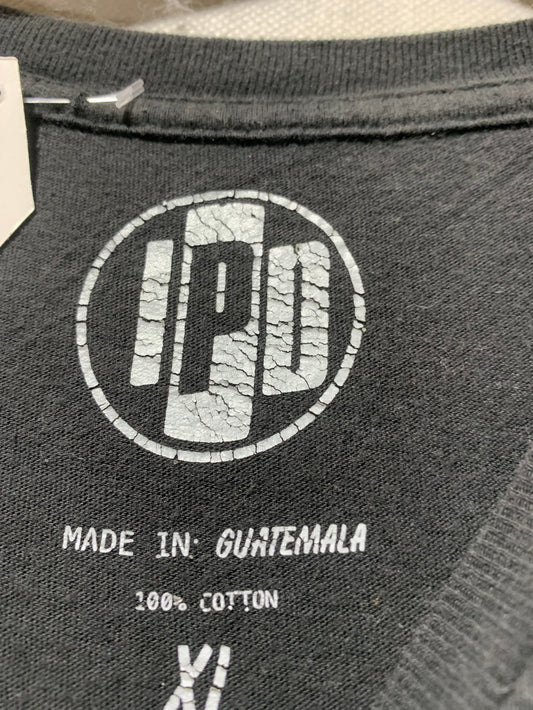 IPD
MADE IN: GUATEMALA
100% COTTON
XL